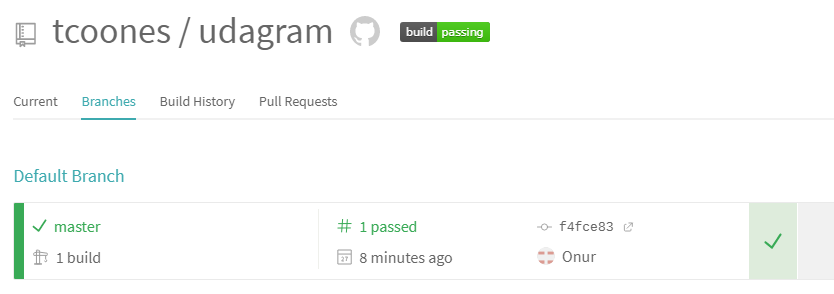 tcoones / udagram build passing
Current Branches Build History Pull Requests
Default Branch
master # 1 passed f4fce83
1 build 8 minutes ago Onur